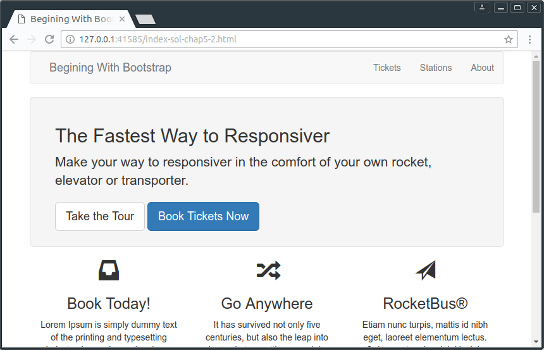 Begining With Boot
127.0.0.1:41585/index-sol-chap5-2.html
Begining With Bootstrap
Tickets Stations About
The Fastest Way to Responsiver
Make your way to responsiver in the comfort of your own rocket,
elevator or transporter.
Take the Tour Book Tickets Now
Book Today!
Lorem Ipsum is simply dummy text
of the printing and typesetting
Go Anywhere
It has survived not only five
centuries, but also the leap into
RocketBus®
Etiam nunc turpis, mattis id nibh
eget, laoreet elementum lectus.